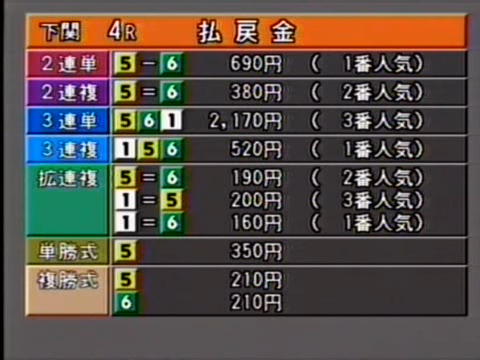 下関 4R 払戻金
2連単 5-6 690円 ( 1番人気)
2連複 5=6 380円 ( 2番人気)
3連単 5 6 1 2,170円 ( 3番人気)
3連複 1 5 6 520円 ( 1番人気)
拡連複 5=6 190円 ( 2番人気)
1=5 200円 ( 3番人気)
1=6 160円 ( 1番人気)
単勝式 5 350円
複勝式 5 210円
6 210円